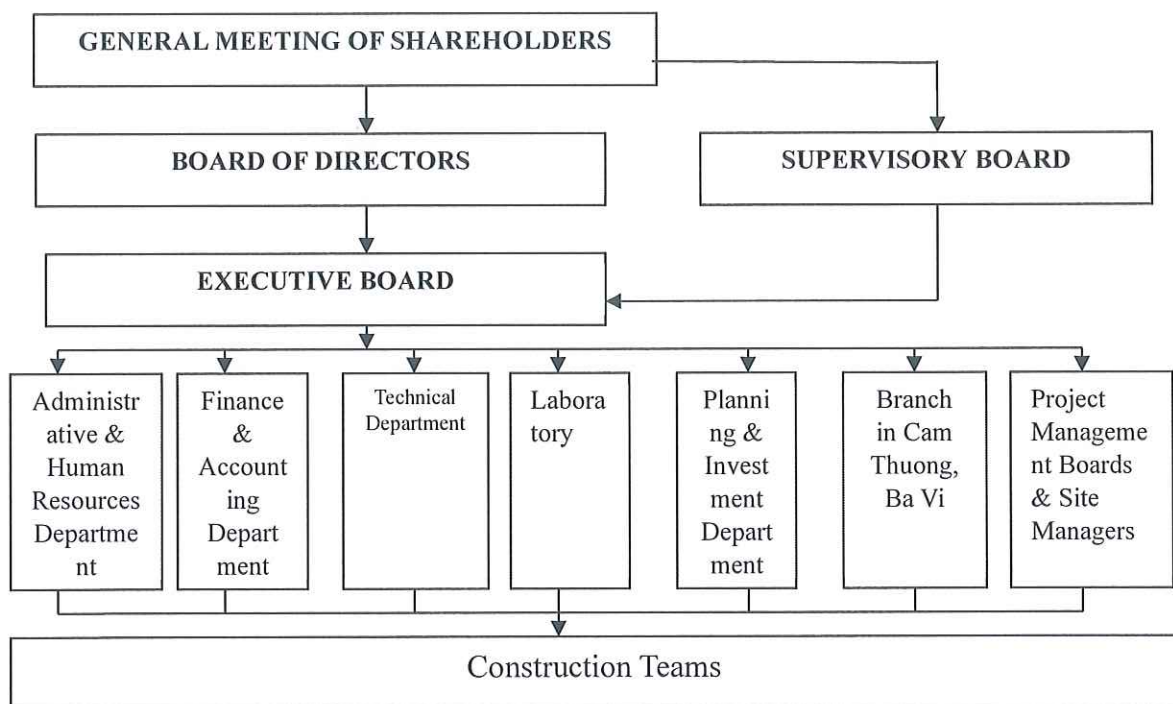 GENERAL MEETING OF SHAREHOLDERS
BOARD OF DIRECTORS
SUPERVISORY BOARD
EXECUTIVE BOARD
Administr
ative &
Human
Resources
Departme
nt
Finance
&
Account
ing
Depart
ment
Technical
Department
Labora
tory
Planni
ng &
Invest
ment
Depart
ment
Branch
in Cam
Thuong,
Ba Vi
Project
Manageme
nt Boards
& Site
Managers
Construction Teams